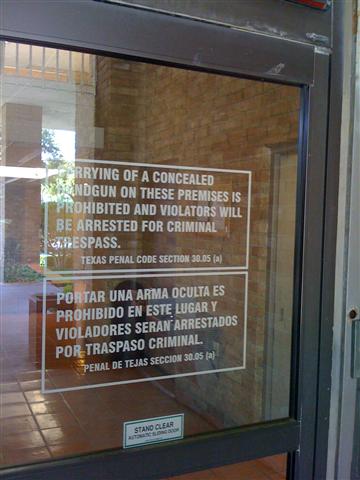 CARRYING OF A CONCEALED
HANDGUN ON THESE PREMISES IS
PROHIBITED AND VIOLATORS WILL
BE ARRESTED FOR CRIMINAL
TRESPASS.
TEXAS PENAL CODE SECTION 30.05 (a)
PORTAR UNA ARMA OCULTA ES
PROHIBIDO EN ESTE LUGAR Y
VIOLADORES SERAN ARRESTADOS
POR TRASPASO CRIMINAL.
PENAL DE TEJAS SECCION 30.05 (a)
STAND CLEAR
AUTOMATIC SLIDING DOOR